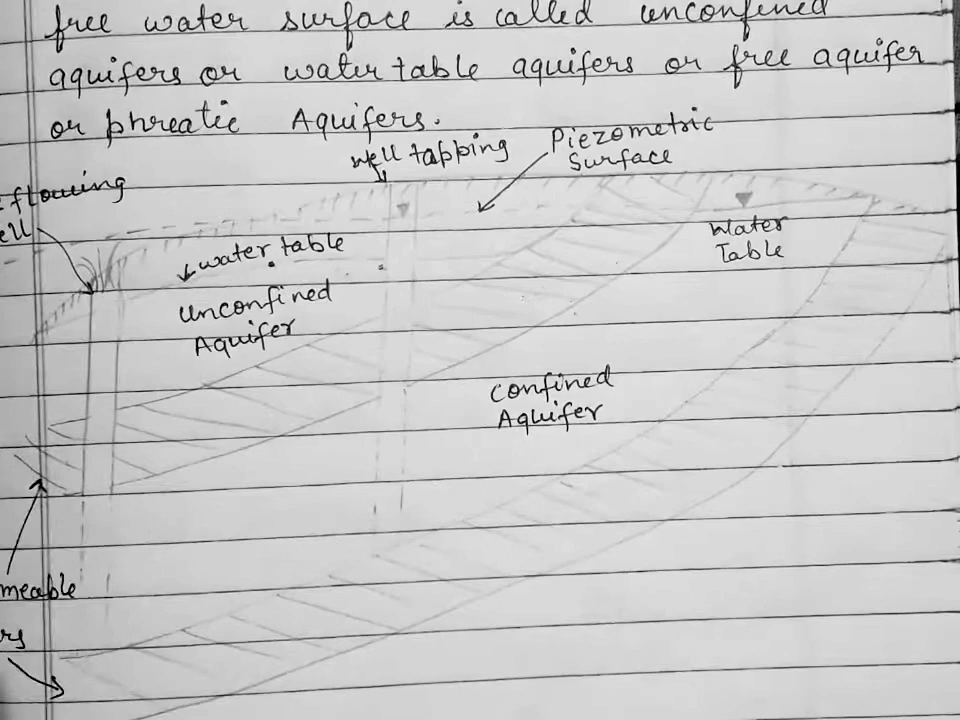 free water surface is called unconfined
aquifers or water table aquifers or free aquifer
or phreatic Aquifers.
well tapping
Piezometric
Surface
flowing
ell
water table
Water
Table
Unconfined
Aquifer
Confined
Aquifer
meable
rs